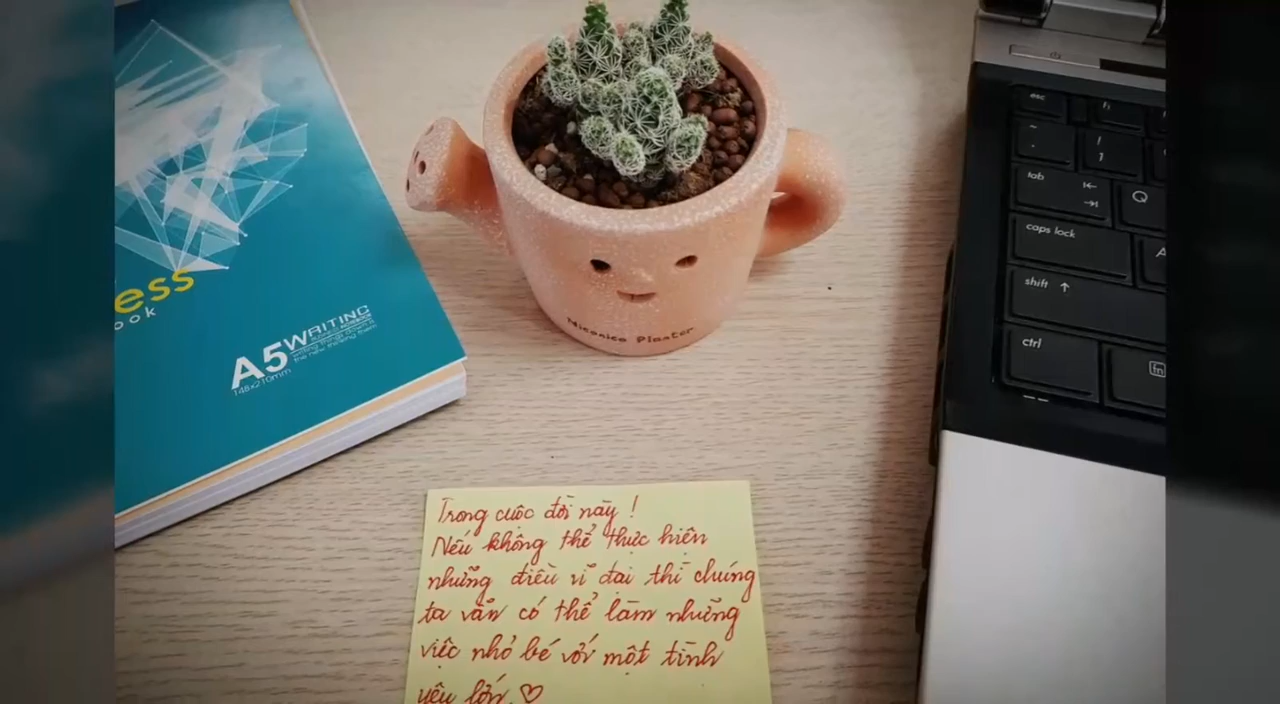 ess
ook
A5 WRITING
148x210mm
Niconico Planter
esc
tab
Q
caps lock
A
shift
ctrl
fn
Trong cuộc đời này !
Nếu không thể thực hiện
những điều vĩ đại thì chúng
ta vẫn có thể làm những
việc nhỏ bé với một tình
yêu lớn ♡